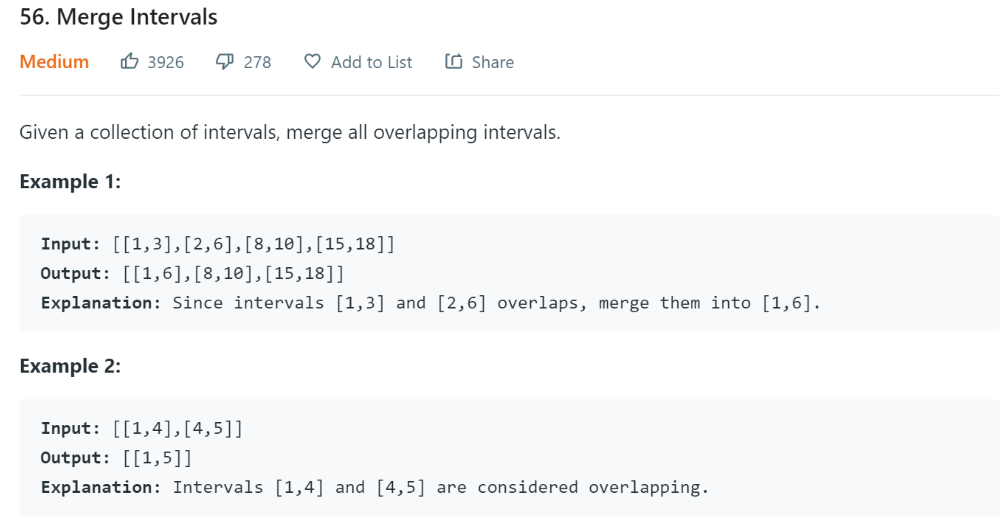 56. Merge Intervals
Medium 3926 278 Add to List Share
Given a collection of intervals, merge all overlapping intervals.
Example 1:
Input: [[1,3],[2,6],[8,10],[15,18]]
Output: [[1,6],[8,10],[15,18]]
Explanation: Since intervals [1,3] and [2,6] overlaps, merge them into [1,6].
Example 2:
Input: [[1,4],[4,5]]
Output: [[1,5]]
Explanation: Intervals [1,4] and [4,5] are considered overlapping.